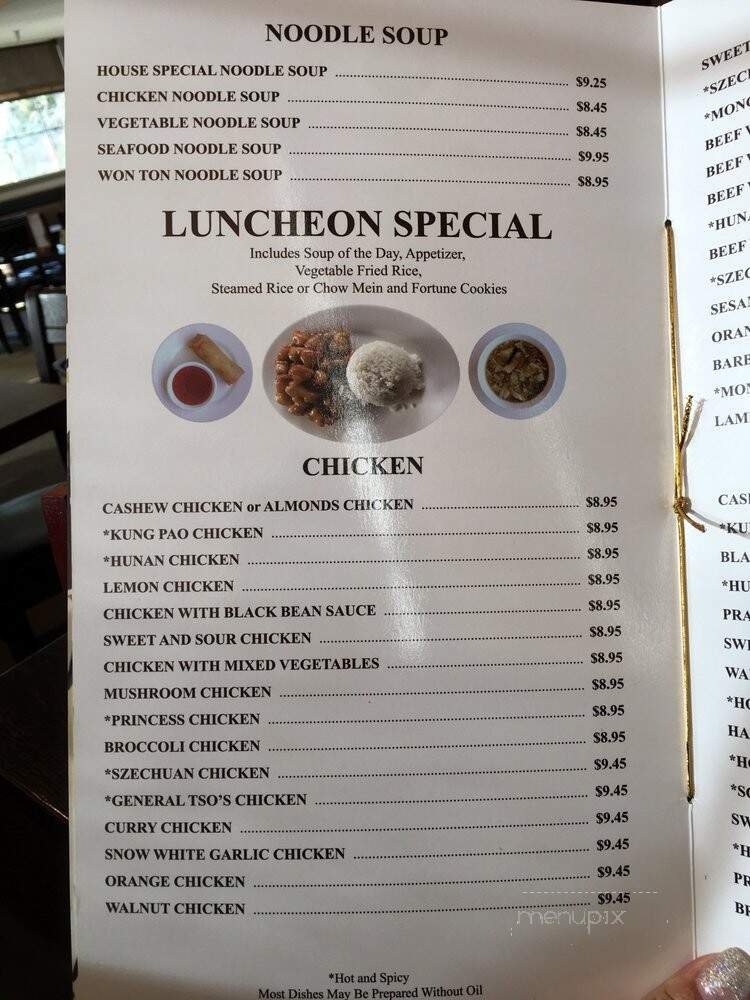 NOODLE SOUP
HOUSE SPECIAL NOODLE SOUP $9.25
CHICKEN NOODLE SOUP $8.45
VEGETABLE NOODLE SOUP $8.45
SEAFOOD NOODLE SOUP $9.95
WON TON NOODLE SOUP $8.95
LUNCHEON SPECIAL
Includes Soup of the Day, Appetizer,
Vegetable Fried Rice,
Steamed Rice or Chow Mein and Fortune Cookies
CHICKEN
CASHEW CHICKEN or ALMONDS CHICKEN $8.95
*KUNG PAO CHICKEN $8.95
*HUNAN CHICKEN $8.95
LEMON CHICKEN $8.95
CHICKEN WITH BLACK BEAN SAUCE $8.95
SWEET AND SOUR CHICKEN $8.95
CHICKEN WITH MIXED VEGETABLES $8.95
MUSHROOM CHICKEN $8.95
*PRINCESS CHICKEN $8.95
BROCCOLI CHICKEN $8.95
*SZECHUAN CHICKEN $9.45
*GENERAL TSO'S CHICKEN $9.45
CURRY CHICKEN $9.45
SNOW WHITE GARLIC CHICKEN $9.45
ORANGE CHICKEN $9.45
WALNUT CHICKEN $9.45
*Hot and Spicy
Most Dishes May Be Prepared Without Oil
menupix
SWEET
BEEF
BEEF
BEEF
BEEF